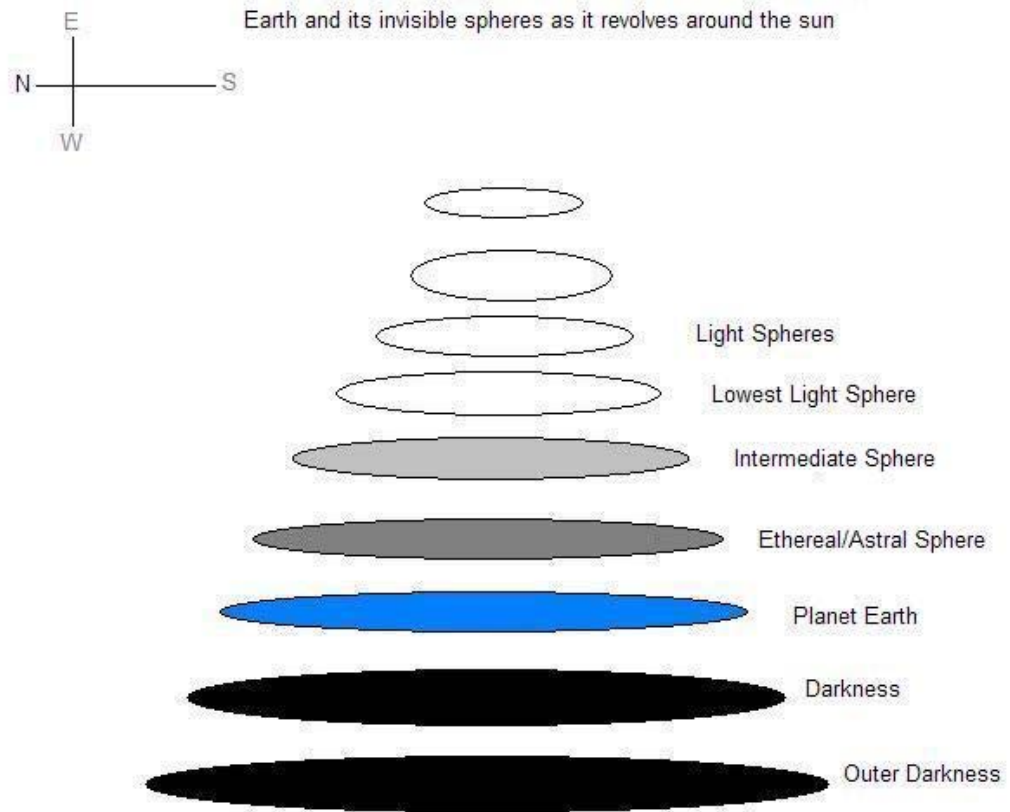 Earth and its invisible spheres as it revolves around the sun
E
N
S
W
Light Spheres
Lowest Light Sphere
Intermediate Sphere
Ethereal/Astral Sphere
Planet Earth
Darkness
Outer Darkness